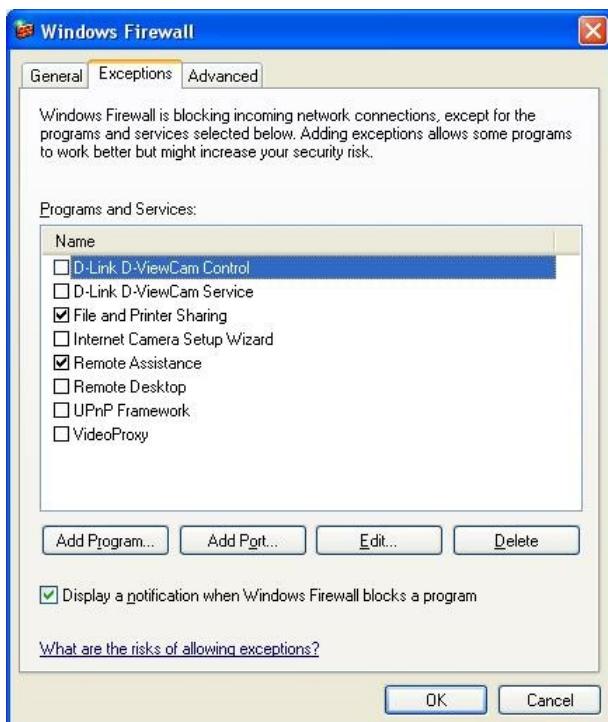 Windows Firewall
General Exceptions Advanced
Windows Firewall is blocking incoming network connections, except for the
programs and services selected below. Adding exceptions allows some programs
to work better but might increase your security risk.
Programs and Services:
Name
D-Link D-ViewCam Control
D-Link D-ViewCam Service
File and Printer Sharing
Internet Camera Setup Wizard
Remote Assistance
Remote Desktop
UPnP Framework
VideoProxy
Add Program... Add Port... Edit... Delete
Display a notification when Windows Firewall blocks a program
What are the risks of allowing exceptions?
OK Cancel